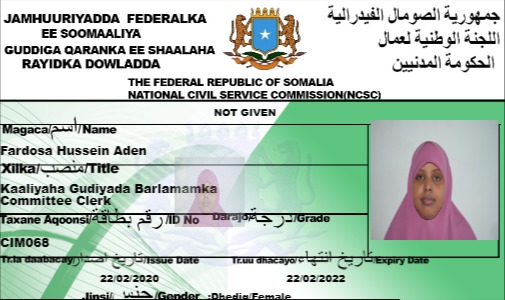 JAMHUURIYADDA FEDERALKA
EE SOOMAALIYA
GUDDIGA QARANKA EE SHAALAHA
RAYIDKA DOWLADDA
جمهورية الصومال الفيدرالية
اللجنة الوطنية لعمال
الحكومة المدنيين
THE FEDERAL REPUBLIC OF SOMALIA
NATIONAL CIVIL SERVICE COMMISSION(NCSC)
NOT GIVEN
Magaca/اسم/Name
Fardosa Hussein Aden
Xilka/منصب/Title
Kaaliyaha Gudiyada Barlamamka
Committee Clerk
Taxane Aqoonsi/رقم بطاقة/ID No Darajo/درجة/Grade
CIM068
Tr.la daabacay/تاريخ اصدار/Issue Date Tr.uu dhacayo/تاريخ انتهاء/Expiry Date
22/02/2020 22/02/2022
Jinsi/جنس/Gender :Dhedig/Female